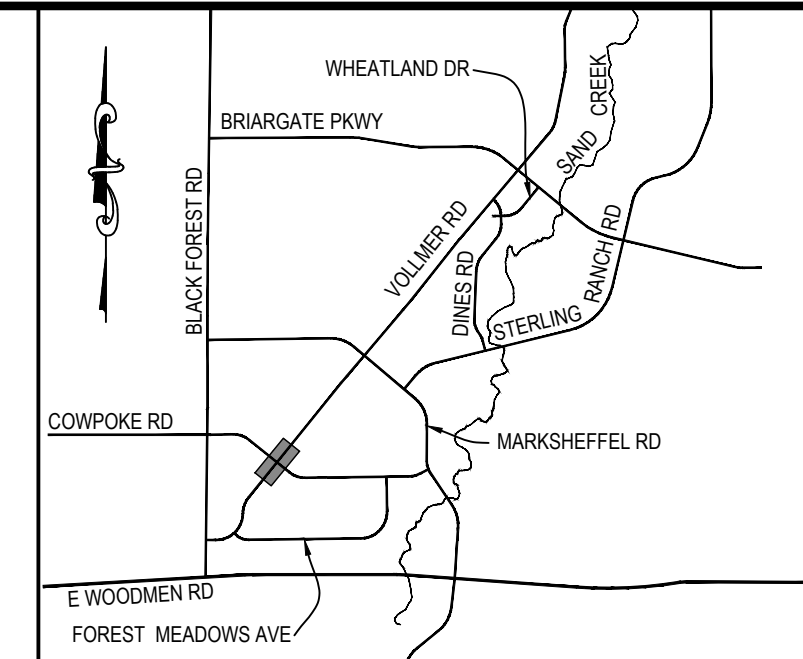 WHEATLAND DR
BRIARGATE PKWY
SAND CREEK
BLACK FOREST RD
VOLLMER RD
DINES RD
STERLING RANCH RD
COWPOKE RD
MARKSHEFFEL RD
E WOODMEN RD
FOREST MEADOWS AVE